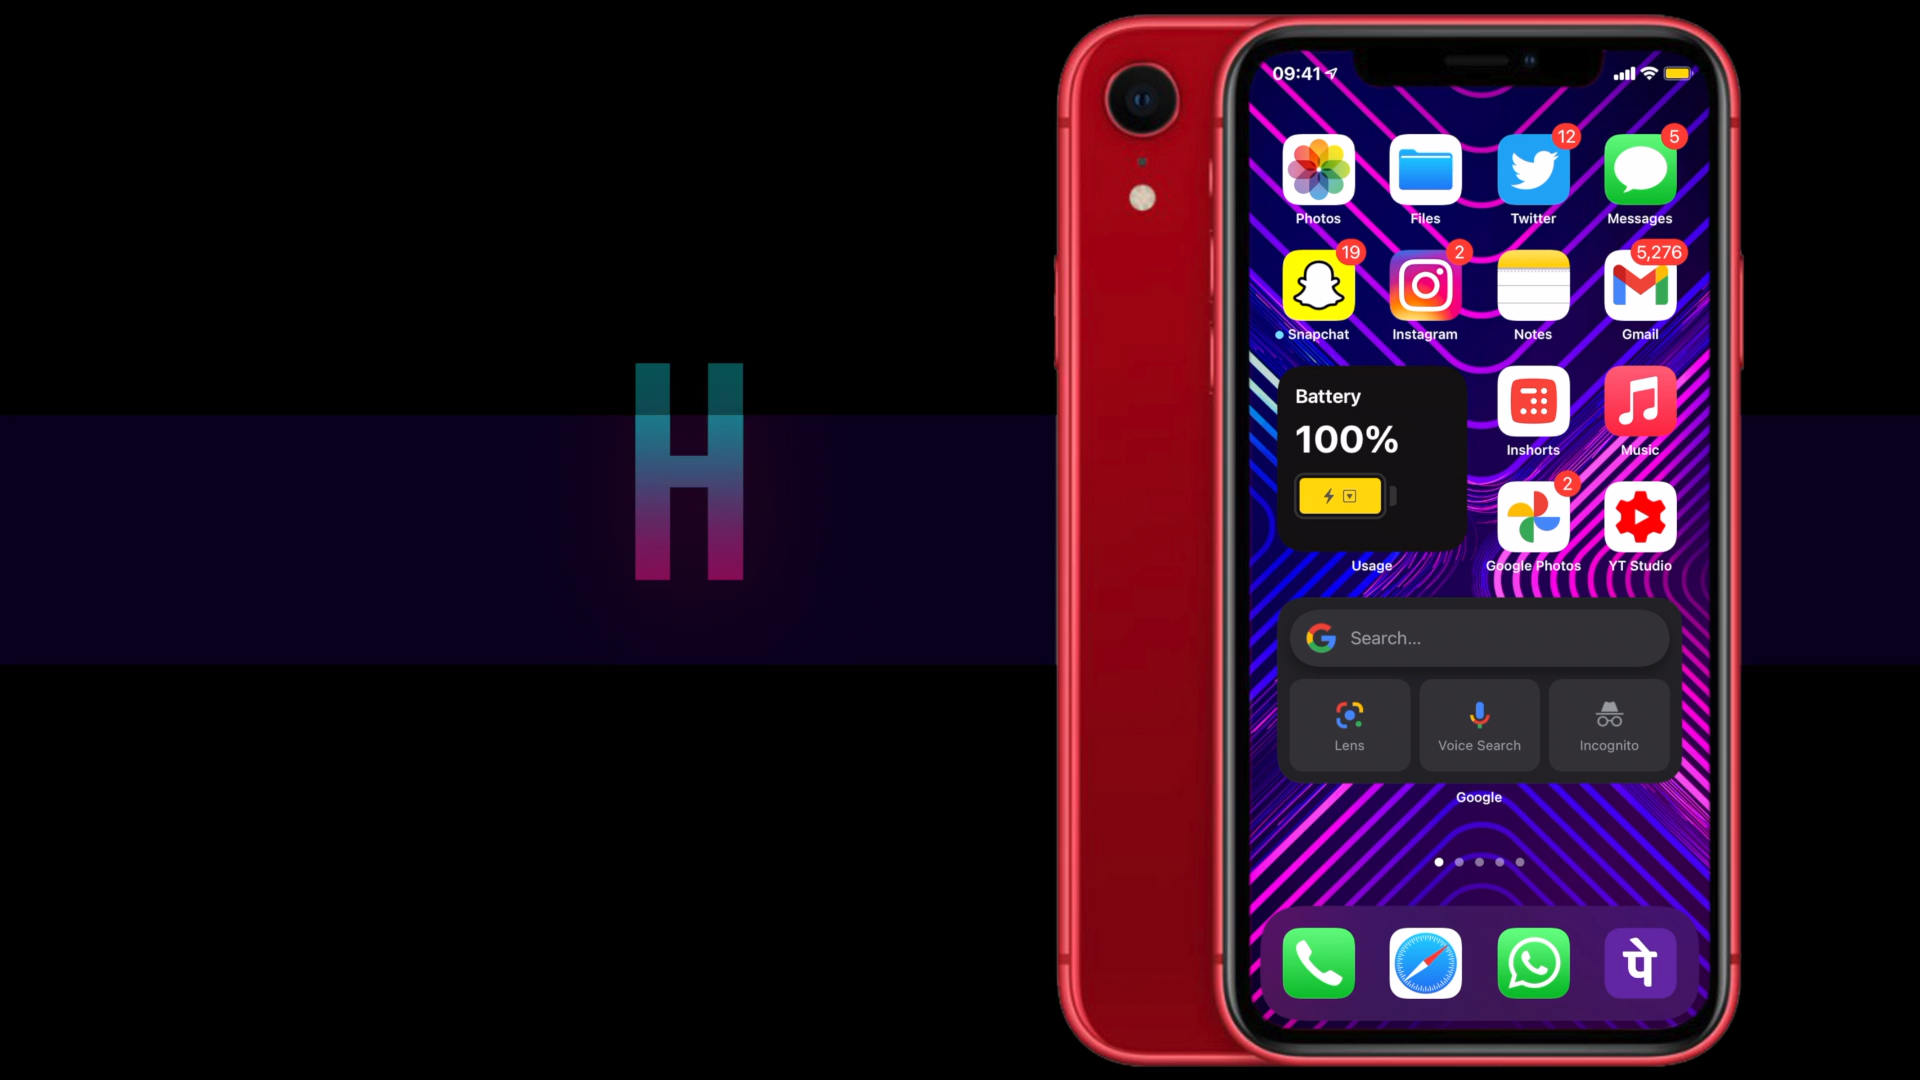 H
09:41
12
5
Photos
Files
Twitter
Messages
19
2
5,276
Snapchat
Instagram
Notes
Gmail
Battery
100%
Inshorts
Music
2
Usage
Google Photos
YT Studio
G Search...
Lens
Voice Search
Incognito
Google
पे